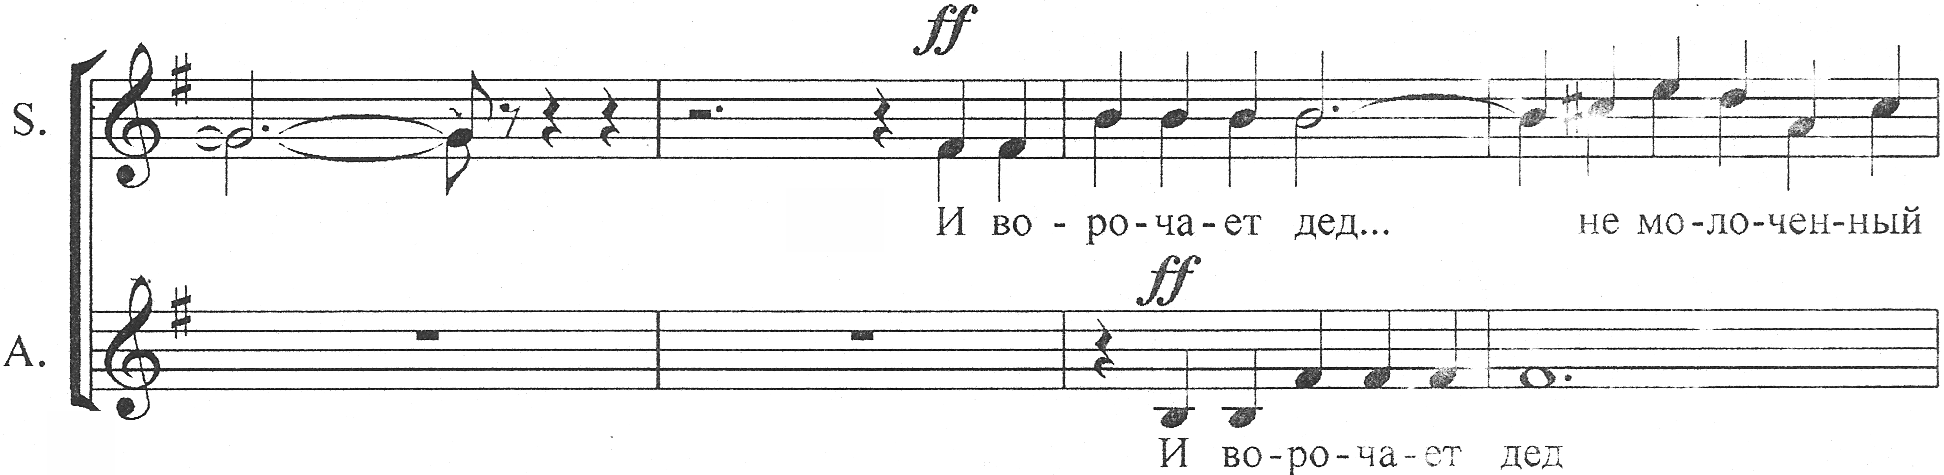 ff
S.
И во - ро-ча-ет дед... не мо-ло-чен-ный
ff
A.
И во-ро-ча-ет дед